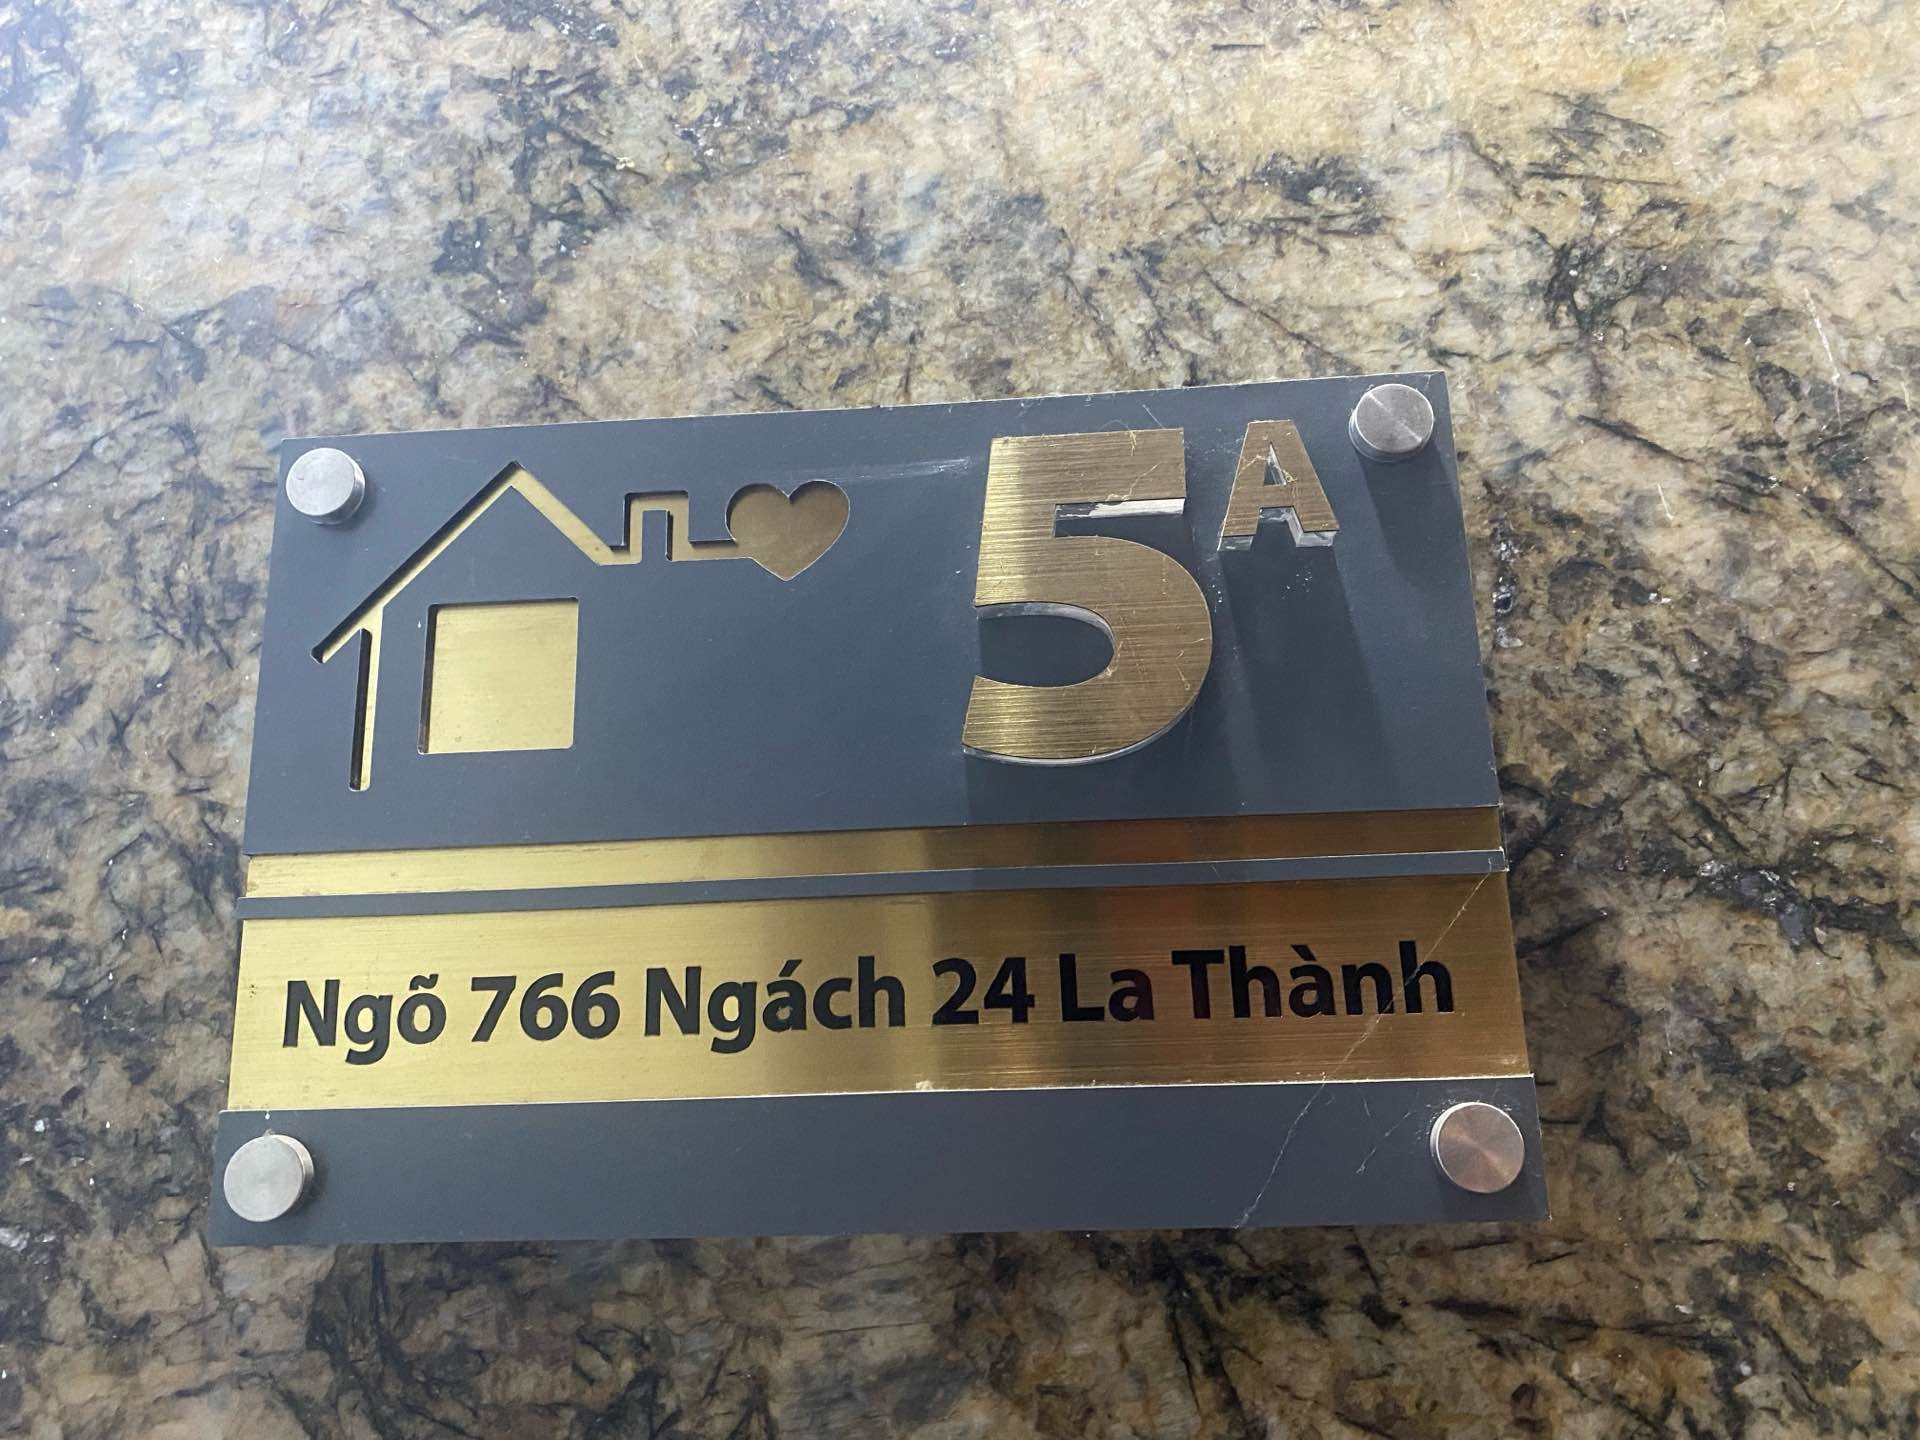 5A
Ngõ 766 Ngách 24 La Thành